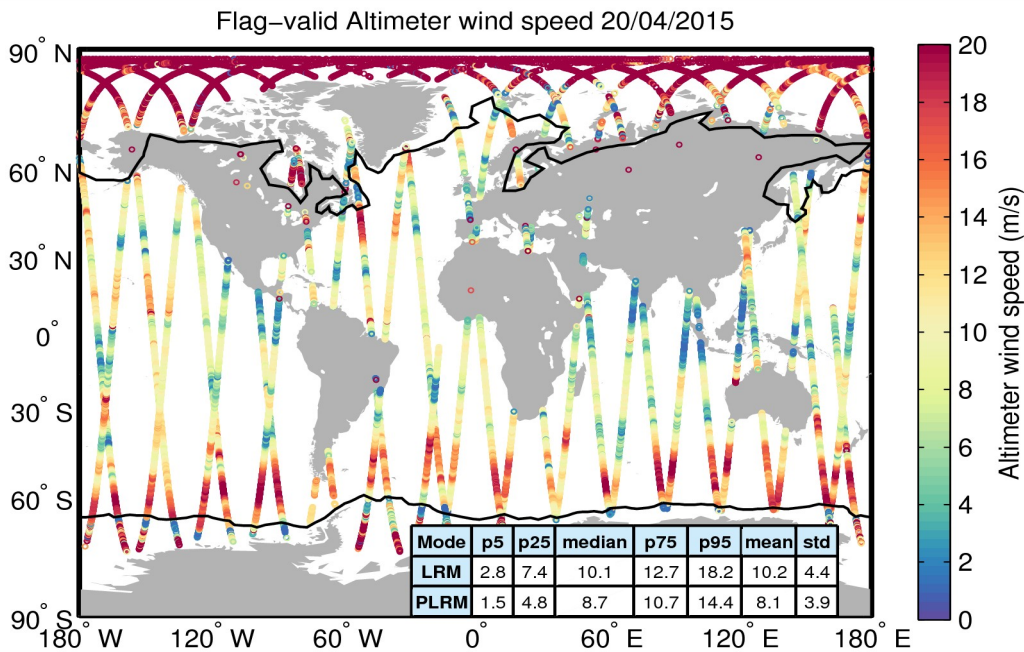 Flag−valid Altimeter wind speed 20/04/2015
90° N
60° N
30° N
0°
30° S
60° S
90° S
180° W
120° W
60° W
0°
60° E
120° E
180° E
Mode p5 p25 median p75 p95 mean std
LRM 2.8 7.4 10.1 12.7 18.2 10.2 4.4
PLRM 1.5 4.8 8.7 10.7 14.4 8.1 3.9
20
18
16
14
12
10
8
6
4
2
0
Altimeter wind speed (m/s)